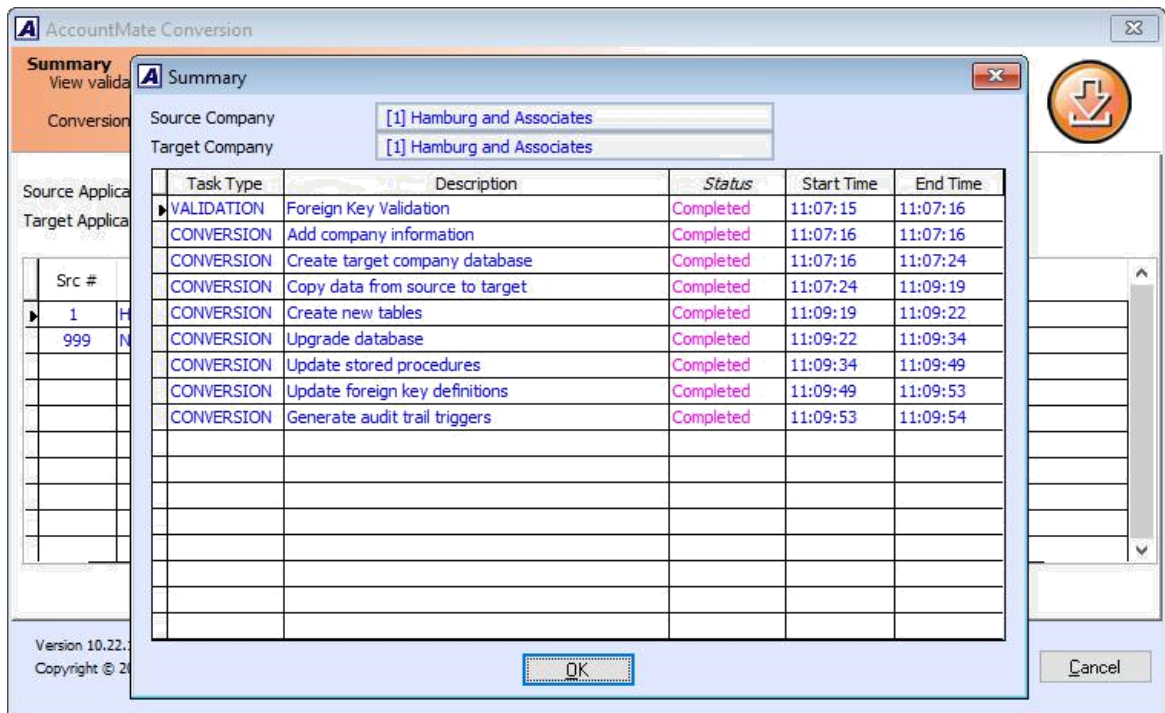 AccountMate Conversion
Summary
View valida
Conversion
Source Applica
Target Applica
Src #
1 H
999 N
Version 10.22.
Copyright © 20
Cancel
Summary
Source Company [1] Hamburg and Associates
Target Company [1] Hamburg and Associates
Task Type Description Status Start Time End Time
VALIDATION Foreign Key Validation Completed 11:07:15 11:07:16
CONVERSION Add company information Completed 11:07:16 11:07:16
CONVERSION Create target company database Completed 11:07:16 11:07:24
CONVERSION Copy data from source to target Completed 11:07:24 11:09:19
CONVERSION Create new tables Completed 11:09:19 11:09:22
CONVERSION Upgrade database Completed 11:09:22 11:09:34
CONVERSION Update stored procedures Completed 11:09:34 11:09:49
CONVERSION Update foreign key definitions Completed 11:09:49 11:09:53
CONVERSION Generate audit trail triggers Completed 11:09:53 11:09:54
OK